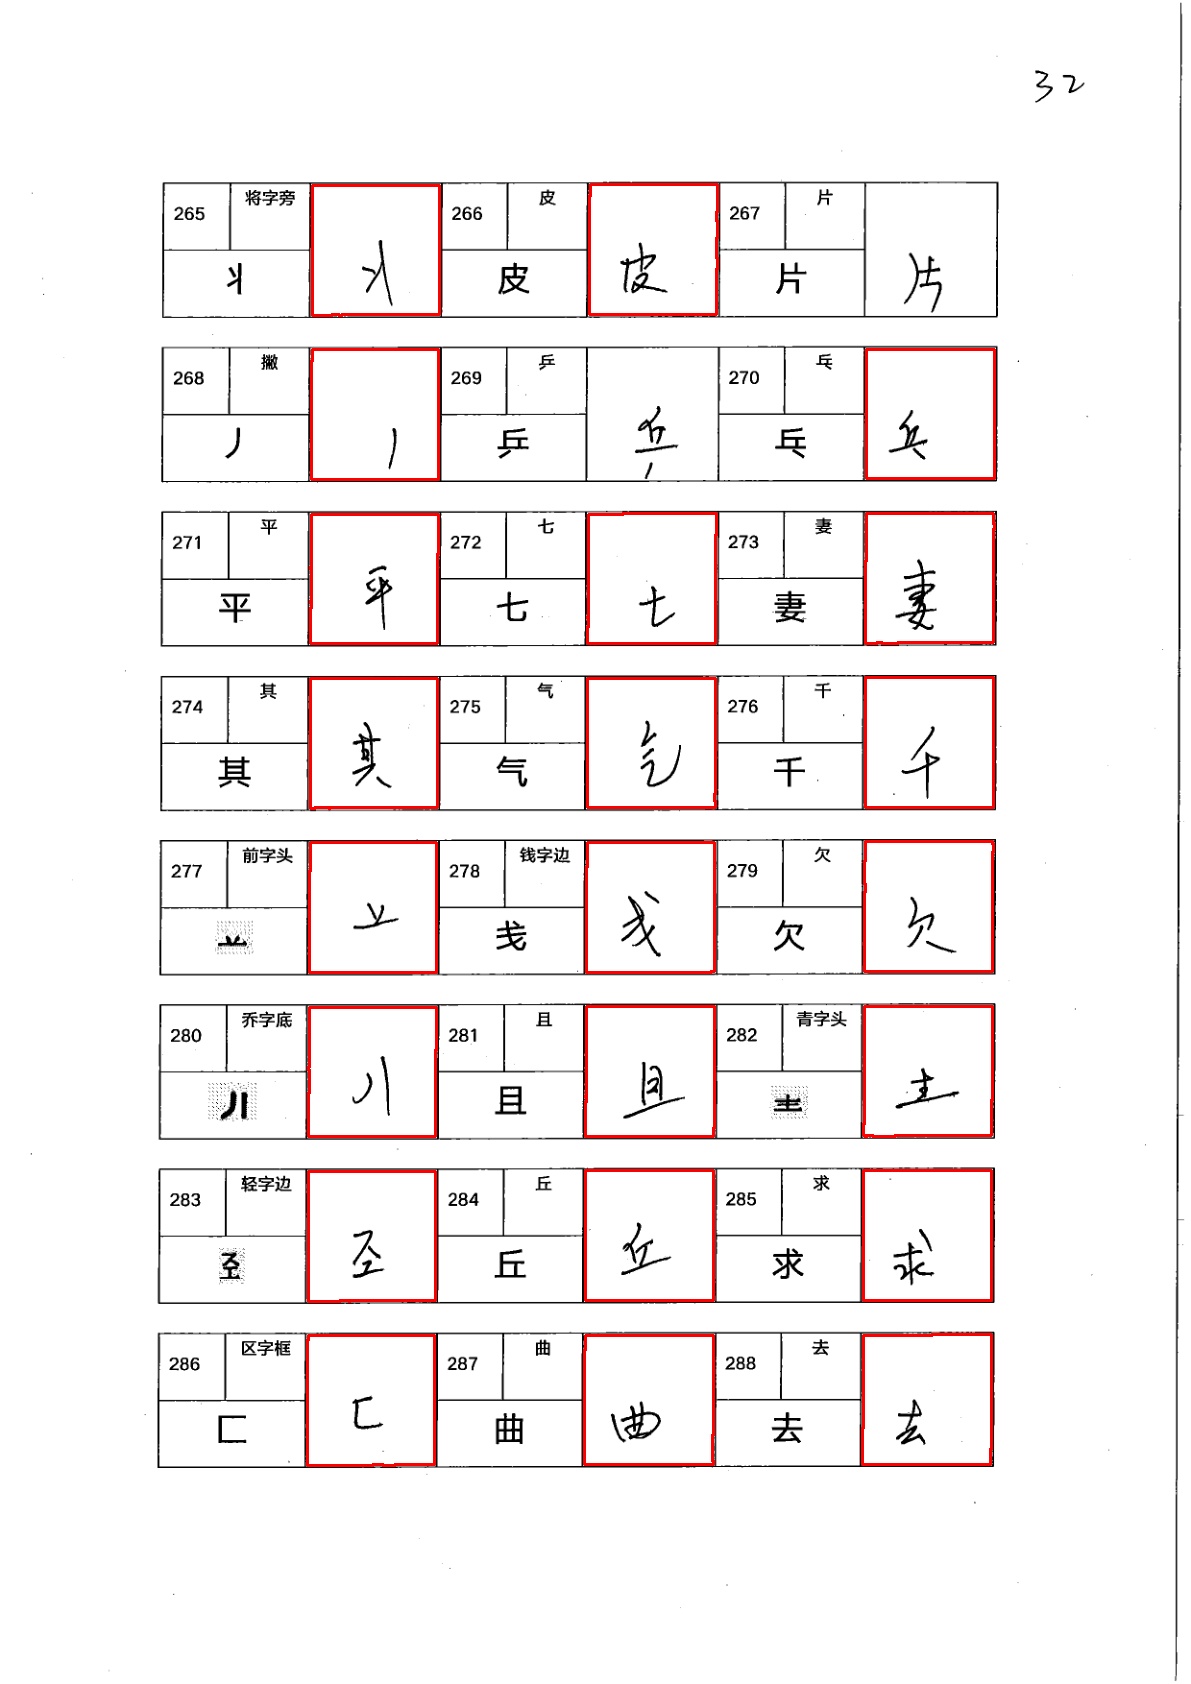 32
265 将字旁 丬 丬 266 皮 皮 皮 267 片 片 片
268 撇 丿 丿 269 乒 乒 乒 270 乓 乓 乓
271 平 平 平 272 七 七 七 273 妻 妻 妻
274 其 其 其 275 气 气 气 276 千 千 千
277 前字头 䒑 䒑 278 钱字边 戋 戋 279 欠 欠 欠
280 乔字底 丿丨 丿丨 281 且 且 且 282 青字头 龶 龶
283 轻字边 𢀖 𢀖 284 丘 丘 丘 285 求 求 求
286 区字框 匚 匚 287 曲 曲 曲 288 去 去 去